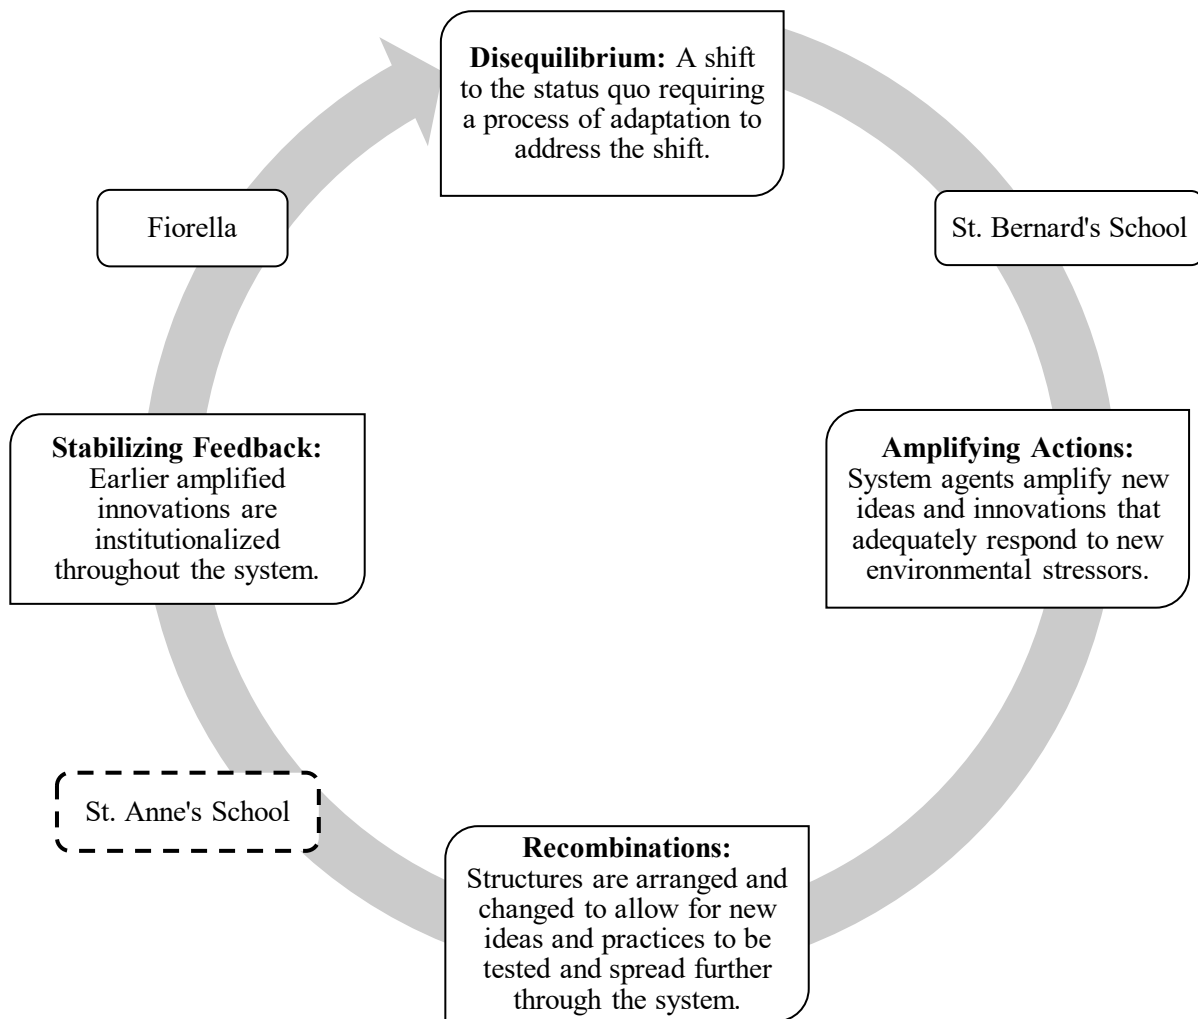 Disequilibrium: A shift
to the status quo requiring
a process of adaptation to
address the shift.
Fiorella
St. Bernard's School
Stabilizing Feedback:
Earlier amplified
innovations are
institutionalized
throughout the system.
Amplifying Actions:
System agents amplify new
ideas and innovations that
adequately respond to new
environmental stressors.
St. Anne's School
Recombinations:
Structures are arranged and
changed to allow for new
ideas and practices to be
tested and spread further
through the system.